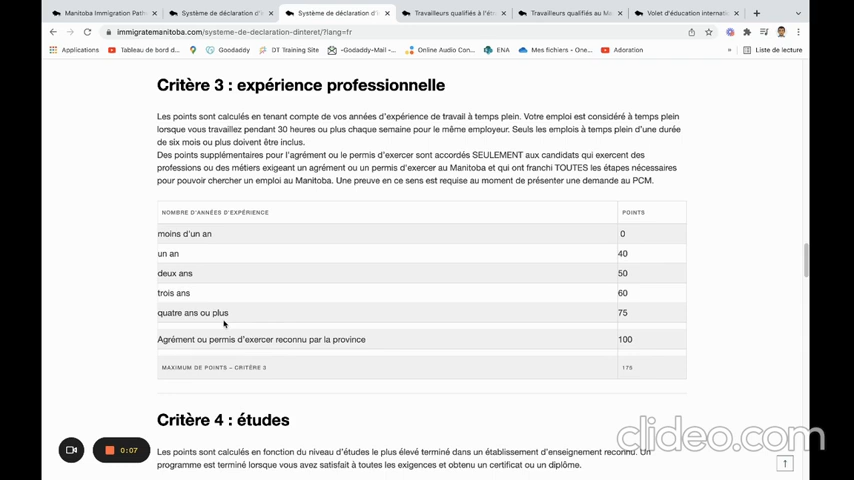 Manitoba Immigration Path
Système de déclaration d'in
Système de déclaration d'i
Travailleurs qualifiés à l'étr
Travailleurs qualifiés au Ma
Volet d'éducation internatio
immigratemanitoba.com/systeme-de-declaration-dinteret/?lang=fr
Applications
Tableau de bord d...
Goodaddy
DT Training Site
-Godaddy-Mail -...
Online Audio Con...
ENA
Mes fichiers - One...
Adoration
»
Liste de lecture
Critère 3 : expérience professionnelle
Les points sont calculés en tenant compte de vos années d'expérience de travail à temps plein. Votre emploi est considéré à temps plein
lorsque vous travaillez pendant 30 heures ou plus chaque semaine pour le même employeur. Seuls les emplois à temps plein d'une durée
de six mois ou plus doivent être inclus.
Des points supplémentaires pour l'agrément ou le permis d'exercer sont accordés SEULEMENT aux candidats qui exercent des
professions ou des métiers exigeant un agrément ou un permis d'exercer au Manitoba et qui ont franchi TOUTES les étapes nécessaires
pour pouvoir chercher un emploi au Manitoba. Une preuve en ce sens est requise au moment de présenter une demande au PCM.
NOMBRE D'ANNÉES D'EXPÉRIENCE POINTS
moins d'un an 0
un an 40
deux ans 50
trois ans 60
quatre ans ou plus 75
Agrément ou permis d'exercer reconnu par la province 100
MAXIMUM DE POINTS – CRITÈRE 3 175
Critère 4 : études
Les points sont calculés en fonction du niveau d'études le plus élevé terminé dans un établissement d'enseignement reconnu. Un
programme est terminé lorsque vous avez satisfait à toutes les exigences et obtenu un certificat ou un diplôme.
0:07
clideo.com